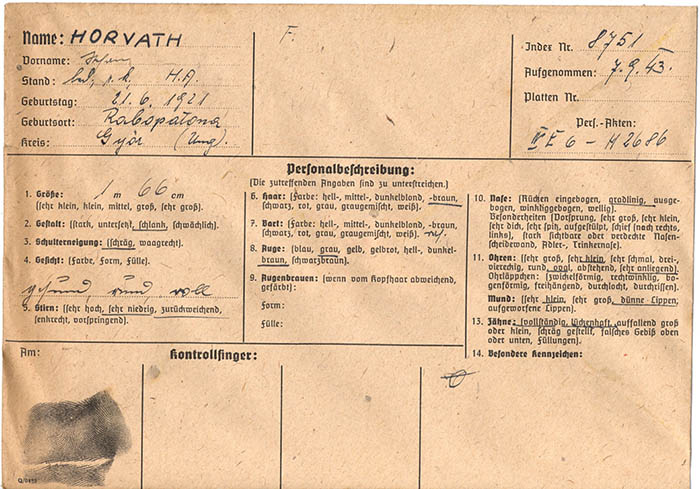 Name: HORVATH
Vorname:
Stand: led., r. k. H.A.
Geburtstag: 21.6.1921
Geburtsort: Rabapatona
Kreis: Györ (Ung)
F.
Index Nr. 8751
Aufgenommen: 7.9.43.
Platten Nr.
Pers.-Akten:
E 6 - H 2686
Personalbeschreibung:
(Die zutreffenden Angaben sind zu unterstreichen.)
1. Größe: 1 m 66 cm
(sehr klein, klein, mittel, groß, sehr groß).
2. Gestalt: (stark, untersetzt, schlank, schwächlich).
3. Schulterneigung: (schräg, waagrecht).
4. Gesicht: (Farbe, Form, Fülle).
gesund, rund, voll
5. Stirn: (sehr hoch, sehr niedrig, zurückweichend,
senkrecht, vorspringend).
6. Haar: (Farbe: hell-, mittel-, dunkelblond, -braun,
schwarz, rot, grau, graugemischt, weiß).
7. Bart: (Farbe: hell-, mittel-, dunkelblond, -braun,
schwarz, rot, grau, graugemischt, weiß).
8. Auge: (blau, grau, gelb, gelbrot, hell-, dunkel-
braun, schwarzbraun).
9. Augenbrauen: (wenn vom Kopfhaar abweichend,
gefärbt):
Form:
Fülle:
10. Nase: (Rücken eingebogen, gradlinig, ausge-
bogen, winkliggebogen, wellig).
Besonderheiten (Vorsprung, sehr groß, sehr klein,
sehr dick, sehr spitz, aufgestülpt, schief (nach rechts,
links), stark sichtbare oder verdeckte Nasen-
scheidewand, Adler-, Trinkernase).
11. Ohren: (sehr groß, sehr klein, sehr schmal, drei-,
viereckig, rund, oval, abstehend, sehr anliegend).
Ohrläppchen: (zwickelförmig, rechtwinklig, bo-
genförmig, freihängend, durchlocht, durchrissen).
Mund: (sehr klein, sehr groß, dünne Lippen,
aufgeworfene Lippen).
13. Zähne: (vollständig, lückenhaft, auffallend groß
oder klein, schräg gestellt, falsches Gebiß oben
oder unten, Füllungen).
14. Besondere Kennzeichen:
Am:
Kontrollfinger: